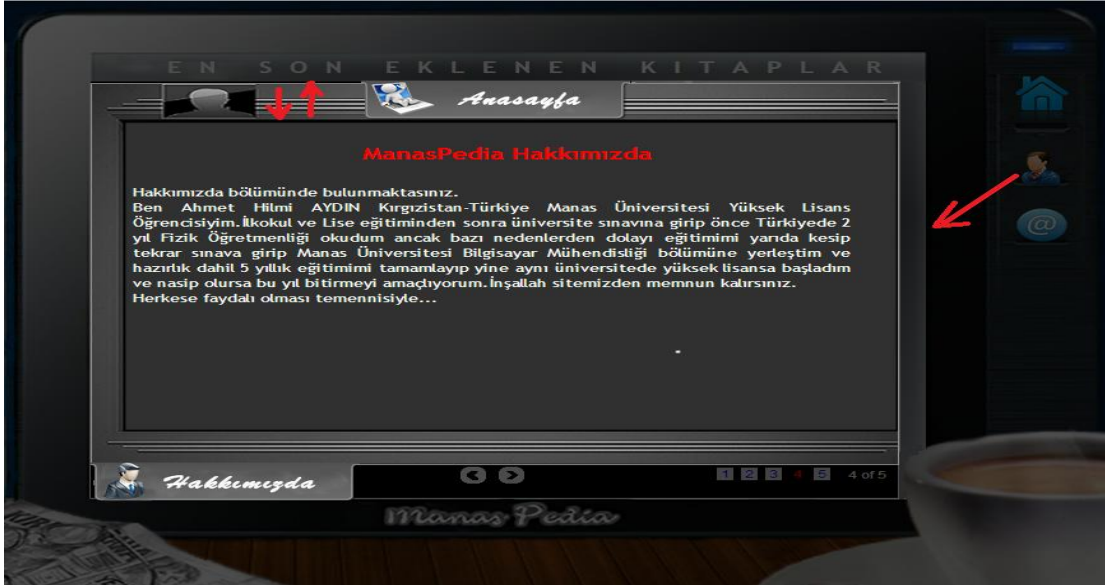 EN SON EKLENEN KITAPLAR
Anasayfa
ManasPedia Hakkımızda
Hakkımızda bölümünde bulunmaktasınız.
Ben Ahmet Hilmi AYDIN Kırgızistan-Türkiye Manas Üniversitesi Yüksek Lisans
Öğrencisiyim.İlkokul ve Lise eğitiminden sonra üniversite sınavına girip önce Türkiyede 2
yıl Fizik Öğretmenliği okudum ancak bazı nedenlerden dolayı eğitimimi yarıda kesip
tekrar sınava girip Manas Üniversitesi Bilgisayar Mühendisliği bölümüne yerleştim ve
hazırlık dahil 5 yıllık eğitimimi tamamlayıp yine aynı üniversitede yüksek lisansa başladım
ve nasip olursa bu yıl bitirmeyi amaçlıyorum.İnşallah sitemizden memnun kalırsınız.
Herkese faydalı olması temennisiyle...
@
Hakkımızda
1 2 3 4 5 4 of 5
Manas Pedia